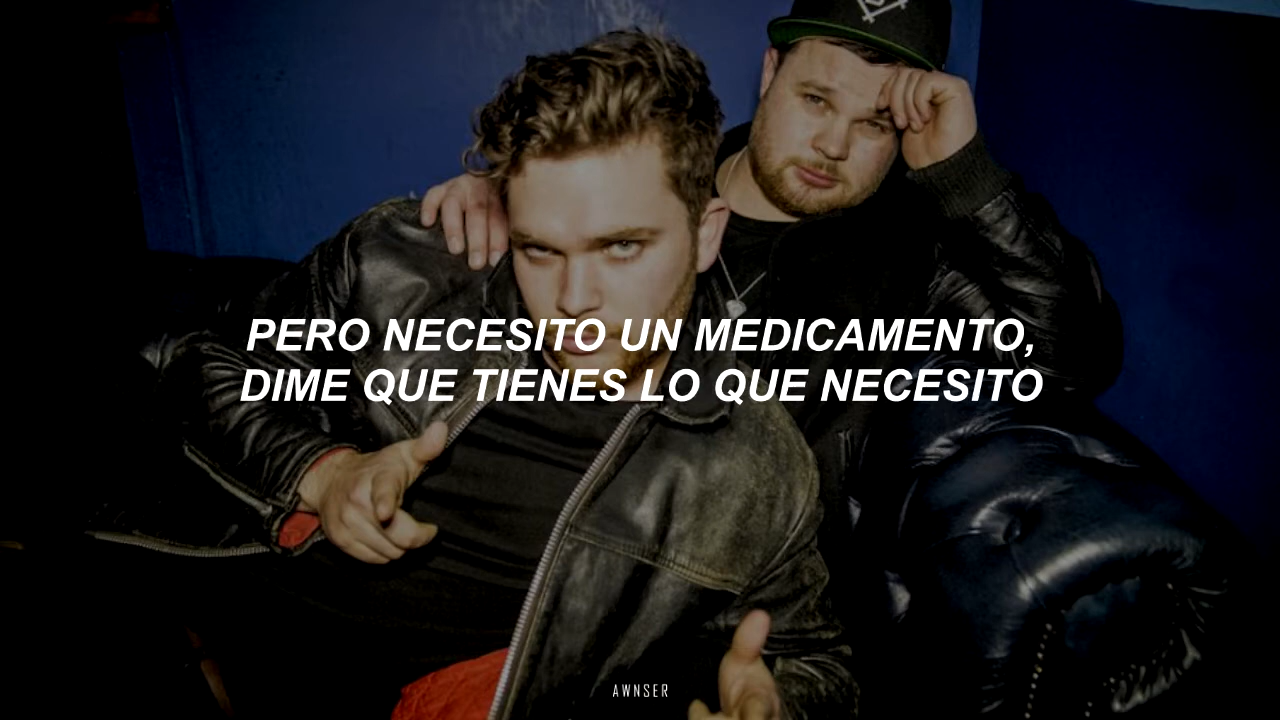 PERO NECESITO UN MEDICAMENTO,
DIME QUE TIENES LO QUE NECESITO
AWNSER